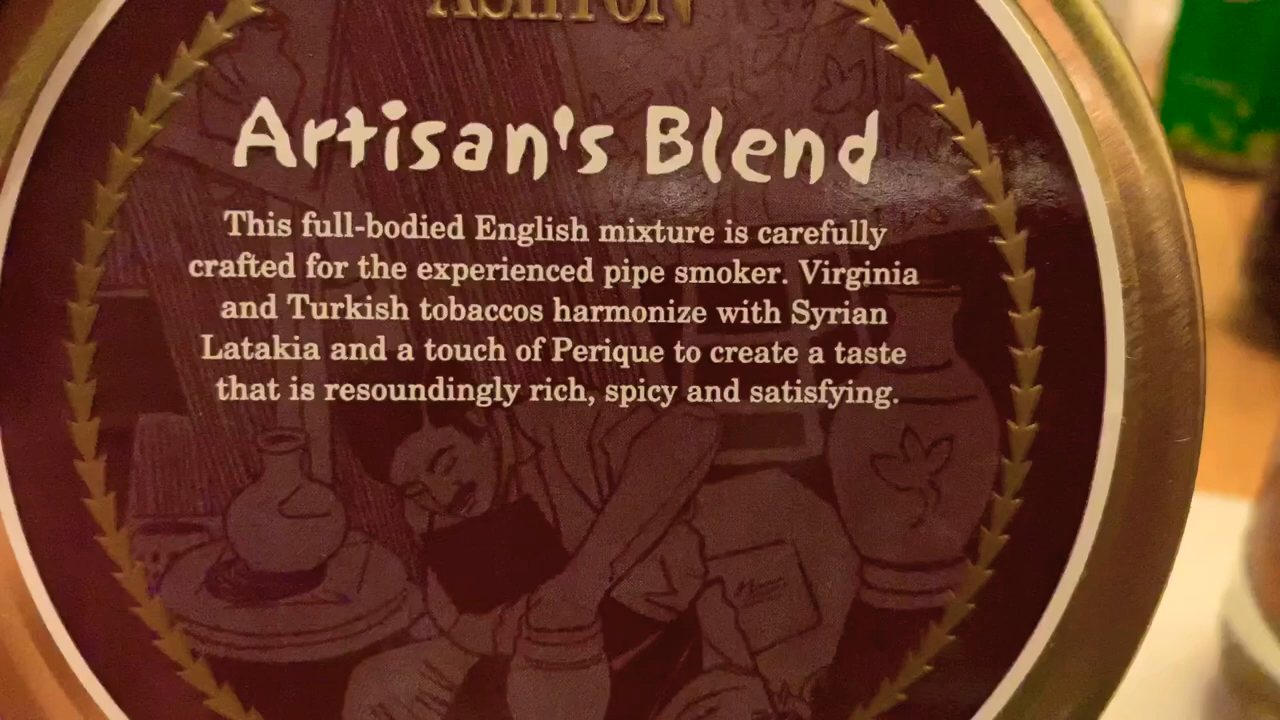 ASHTON
Artisan's Blend
This full-bodied English mixture is carefully
crafted for the experienced pipe smoker. Virginia
and Turkish tobaccos harmonize with Syrian
Latakia and a touch of Perique to create a taste
that is resoundingly rich, spicy and satisfying.